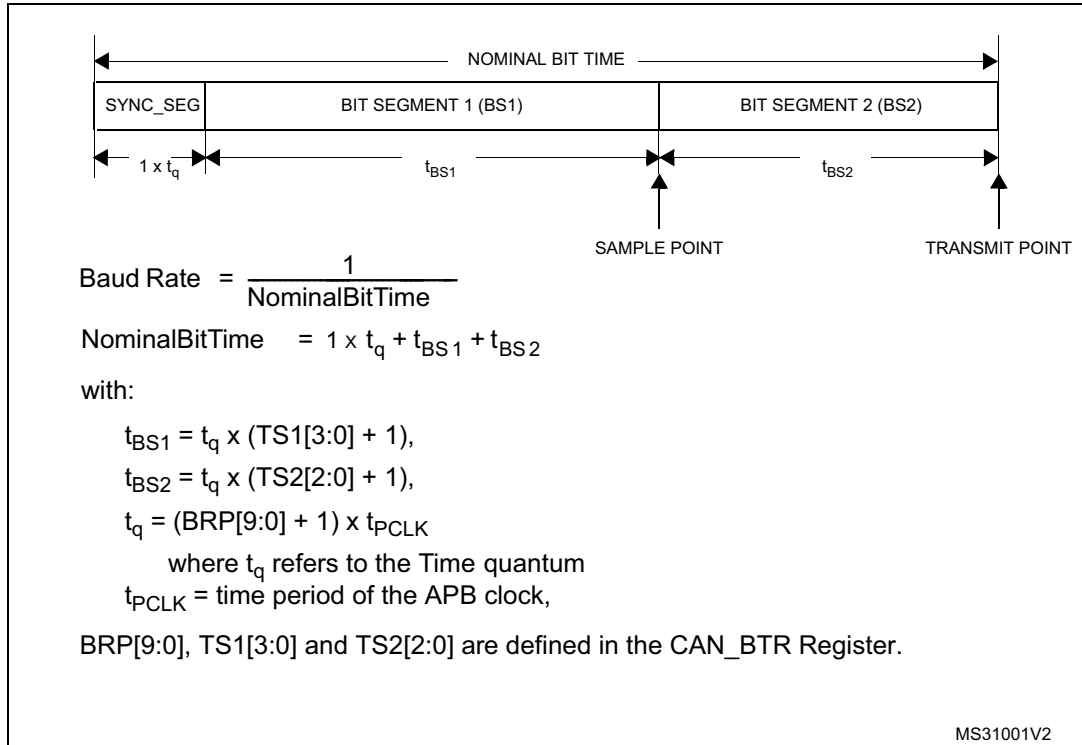 NOMINAL BIT TIME
SYNC_SEG BIT SEGMENT 1 (BS1) BIT SEGMENT 2 (BS2)
1 x tq tBS1 tBS2
SAMPLE POINT TRANSMIT POINT
Baud Rate = 1
NominalBitTime
NominalBitTime = 1 × tq + tBS1 + tBS2
with:
tBS1 = tq x (TS1[3:0] + 1),
tBS2 = tq x (TS2[2:0] + 1),
tq = (BRP[9:0] + 1) x tPCLK
where tq refers to the Time quantum
tPCLK = time period of the APB clock,
BRP[9:0], TS1[3:0] and TS2[2:0] are defined in the CAN_BTR Register.
MS31001V2